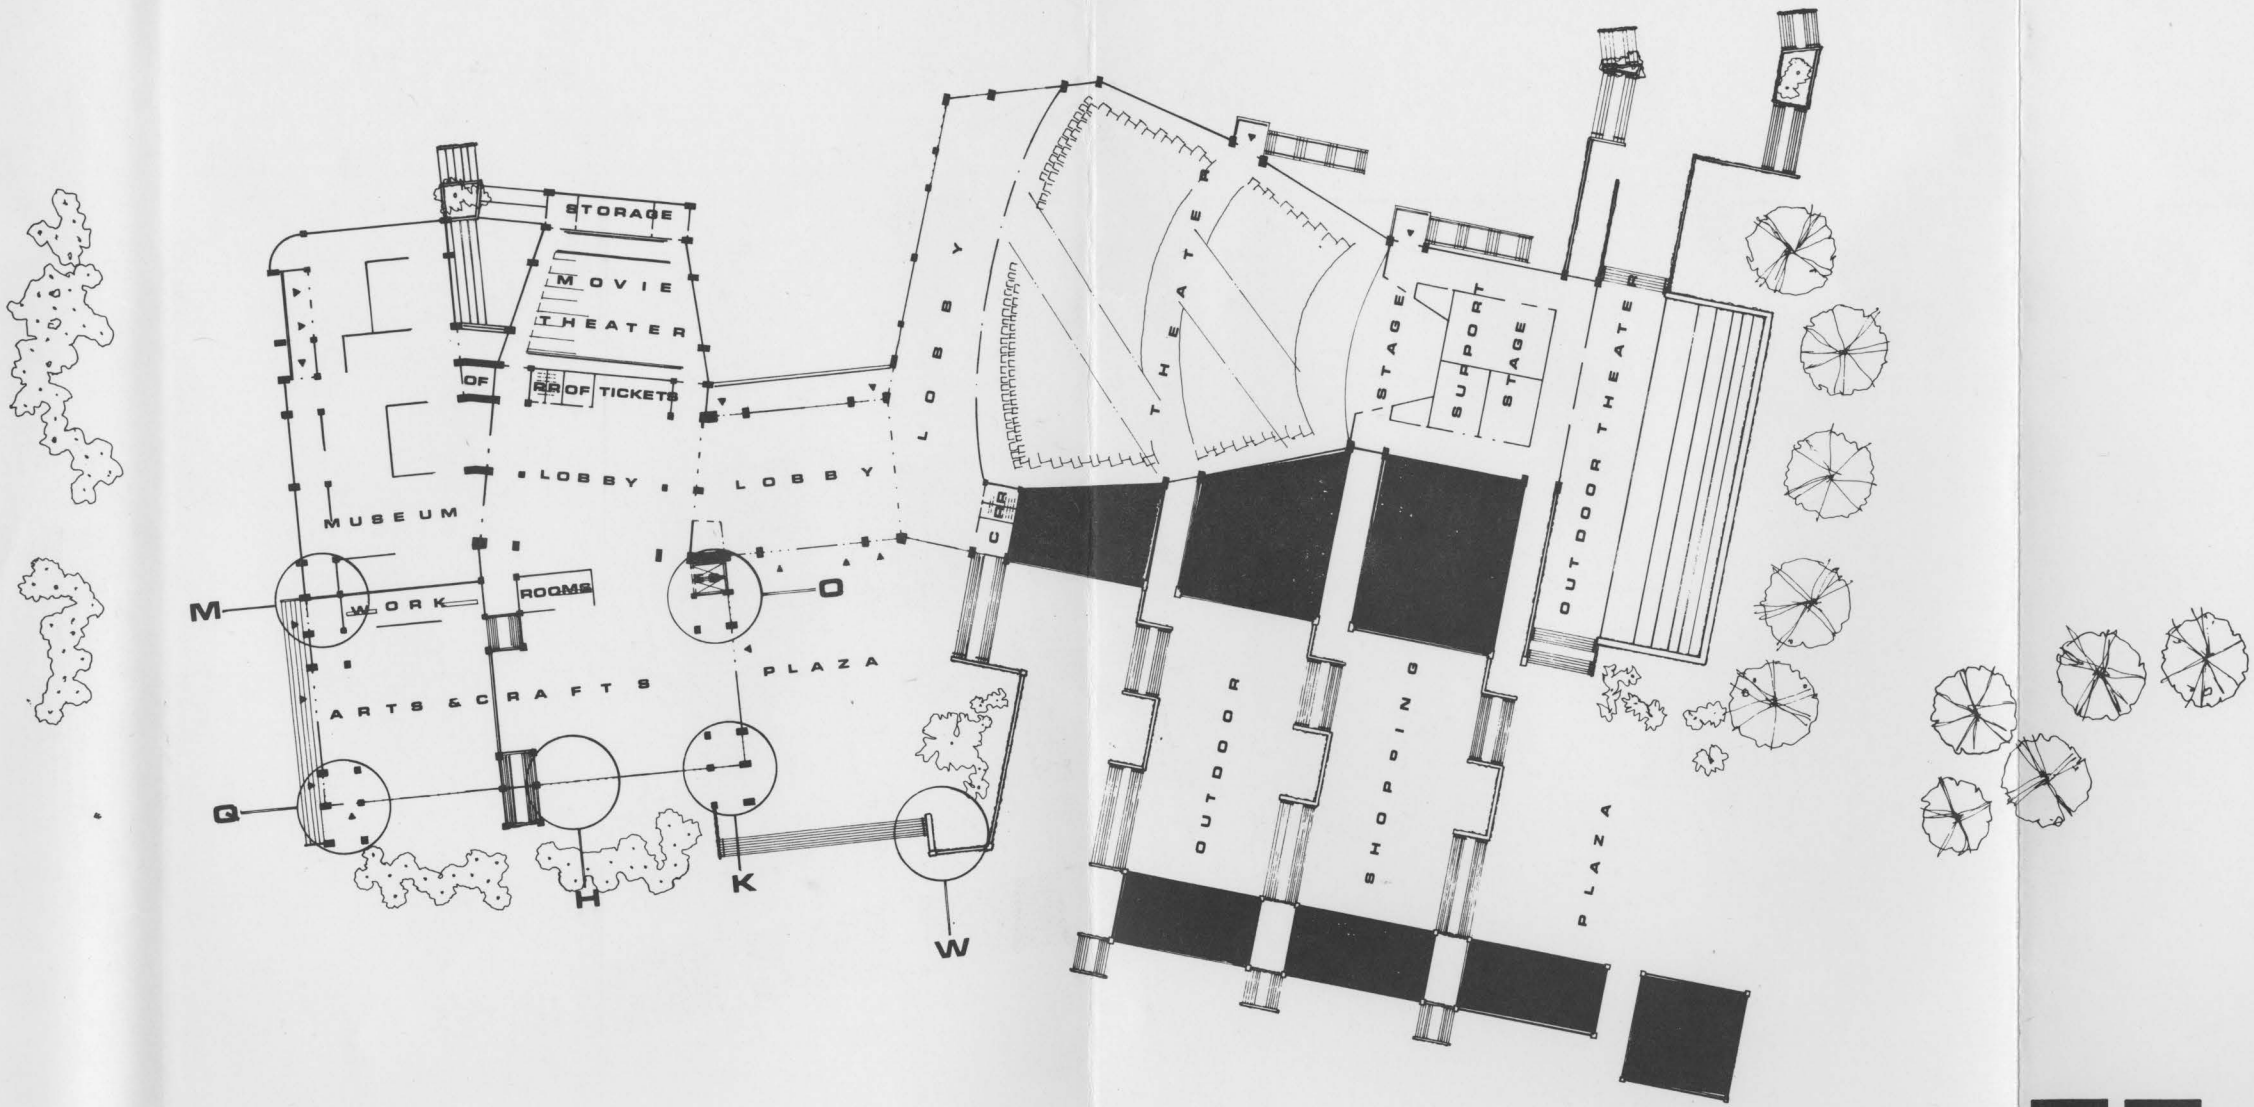 STORAGE
MOVIE
THEATER
OF
RR OF TICKETS
LOBBY
LOBBY
LOBBY
MUSEUM
WORK
ROOMS
ARTS & CRAFTS
PLAZA
THEATER
STAGE
SUPPORT
STAGE
OUTDOOR THEATER
C RR
OUTDOOR
SHOPPING
PLAZA
M
O
Q
H
K
W